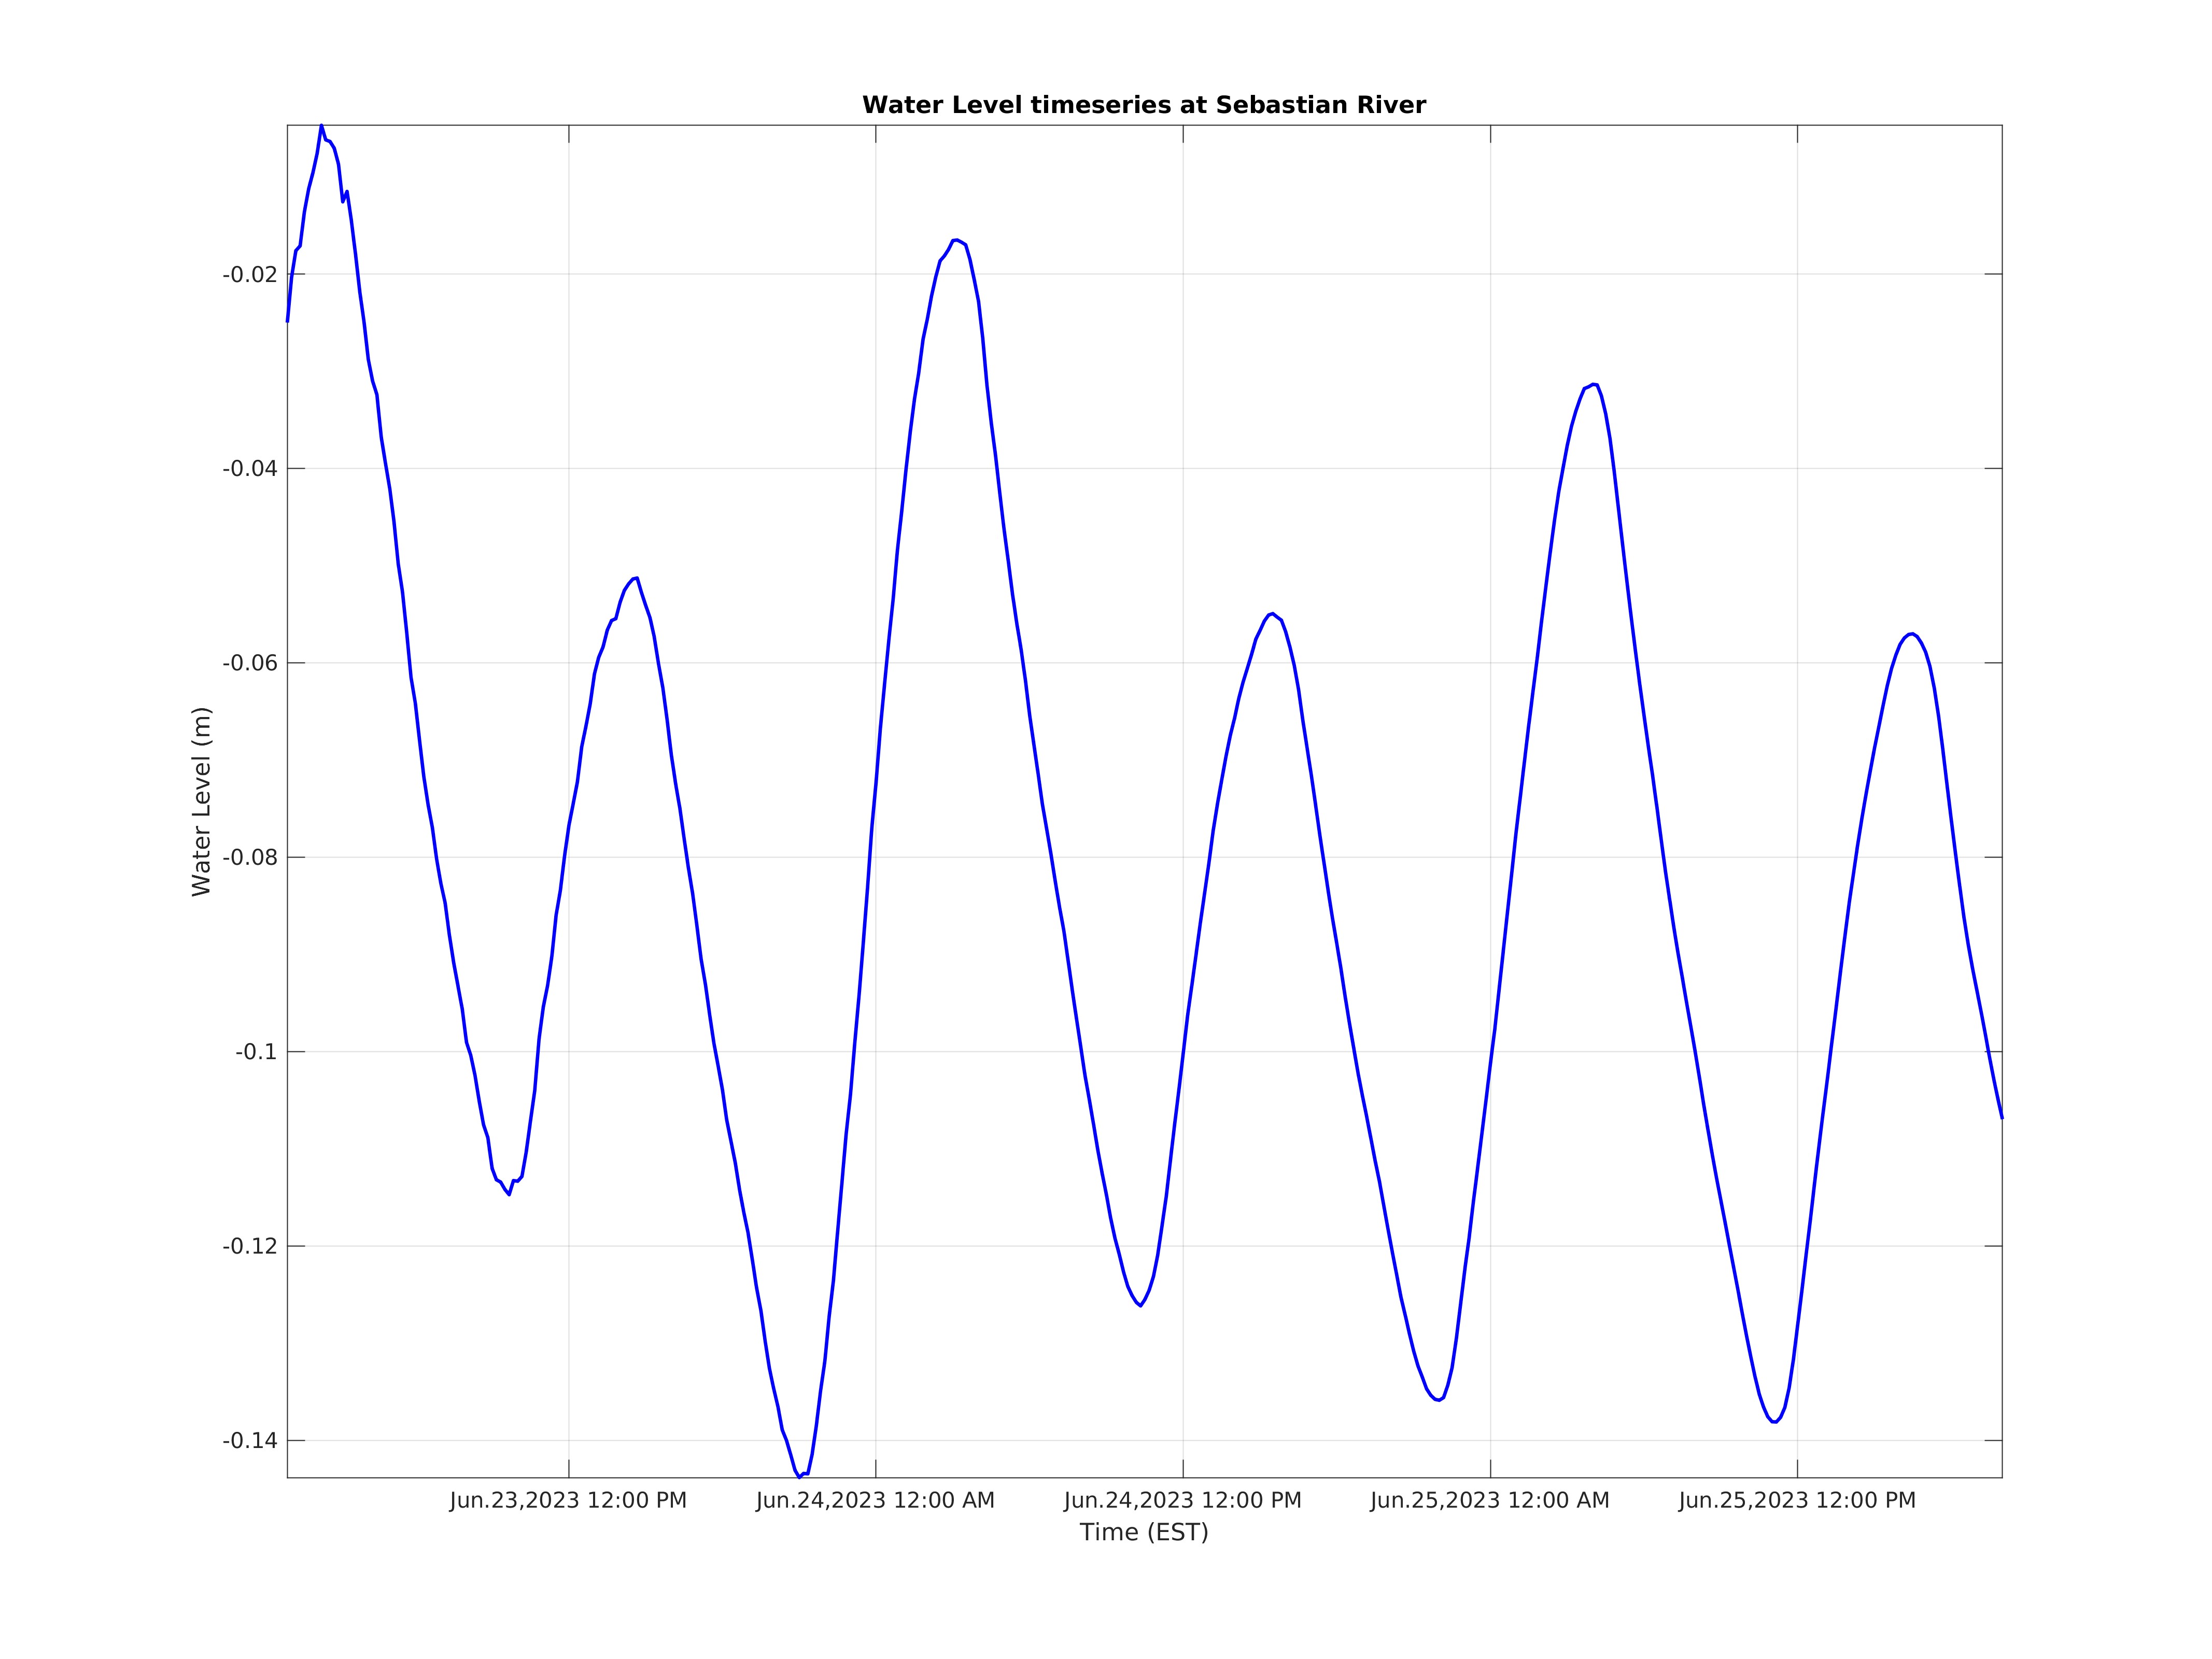 Water Level timeseries at Sebastian River
-0.02
-0.04
-0.06
-0.08
-0.1
-0.12
-0.14
Water Level (m)
Jun.23,2023 12:00 PM
Jun.24,2023 12:00 AM
Jun.24,2023 12:00 PM
Jun.25,2023 12:00 AM
Jun.25,2023 12:00 PM
Time (EST)